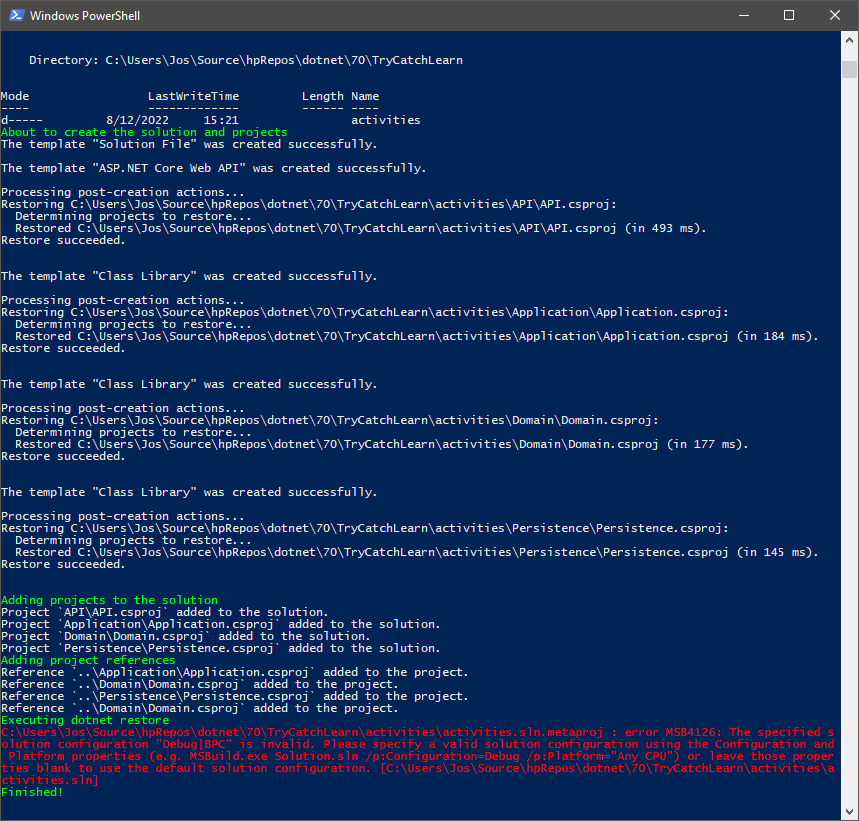 Windows PowerShell
Directory: C:\Users\Jos\Source\hpRepos\dotnet\70\TryCatchLearn
Mode LastWriteTime Length Name
---- ------------- ------ ----
d----- 8/12/2022 15:21 activities
About to create the solution and projects
The template "Solution File" was created successfully.
The template "ASP.NET Core Web API" was created successfully.
Processing post-creation actions...
Restoring C:\Users\Jos\Source\hpRepos\dotnet\70\TryCatchLearn\activities\API\API.csproj:
Determining projects to restore...
Restored C:\Users\Jos\Source\hpRepos\dotnet\70\TryCatchLearn\activities\API\API.csproj (in 493 ms).
Restore succeeded.
The template "Class Library" was created successfully.
Processing post-creation actions...
Restoring C:\Users\Jos\Source\hpRepos\dotnet\70\TryCatchLearn\activities\Application\Application.csproj:
Determining projects to restore...
Restored C:\Users\Jos\Source\hpRepos\dotnet\70\TryCatchLearn\activities\Application\Application.csproj (in 184 ms).
Restore succeeded.
The template "Class Library" was created successfully.
Processing post-creation actions...
Restoring C:\Users\Jos\Source\hpRepos\dotnet\70\TryCatchLearn\activities\Domain\Domain.csproj:
Determining projects to restore...
Restored C:\Users\Jos\Source\hpRepos\dotnet\70\TryCatchLearn\activities\Domain\Domain.csproj (in 177 ms).
Restore succeeded.
The template "Class Library" was created successfully.
Processing post-creation actions...
Restoring C:\Users\Jos\Source\hpRepos\dotnet\70\TryCatchLearn\activities\Persistence\Persistence.csproj:
Determining projects to restore...
Restored C:\Users\Jos\Source\hpRepos\dotnet\70\TryCatchLearn\activities\Persistence\Persistence.csproj (in 145 ms).
Restore succeeded.
Adding projects to the solution
Project `API\API.csproj` added to the solution.
Project `Application\Application.csproj` added to the solution.
Project `Domain\Domain.csproj` added to the solution.
Project `Persistence\Persistence.csproj` added to the solution.
Adding project references
Reference `..\Application\Application.csproj` added to the project.
Reference `..\Domain\Domain.csproj` added to the project.
Reference `..\Persistence\Persistence.csproj` added to the project.
Reference `..\Domain\Domain.csproj` added to the project.
Executing dotnet restore
C:\Users\Jos\Source\hpRepos\dotnet\70\TryCatchLearn\activities\activities.sln.metaproj : error MSB4126: The specified s
olution configuration "Debug|BPC" is invalid. Please specify a valid solution configuration using the Configuration and
Platform properties (e.g. MSBuild.exe Solution.sln /p:Configuration=Debug /p:Platform="Any CPU") or leave those proper
ties blank to use the default solution configuration. [C:\Users\Jos\Source\hpRepos\dotnet\70\TryCatchLearn\activities\a
ctivities.sln]
Finished!